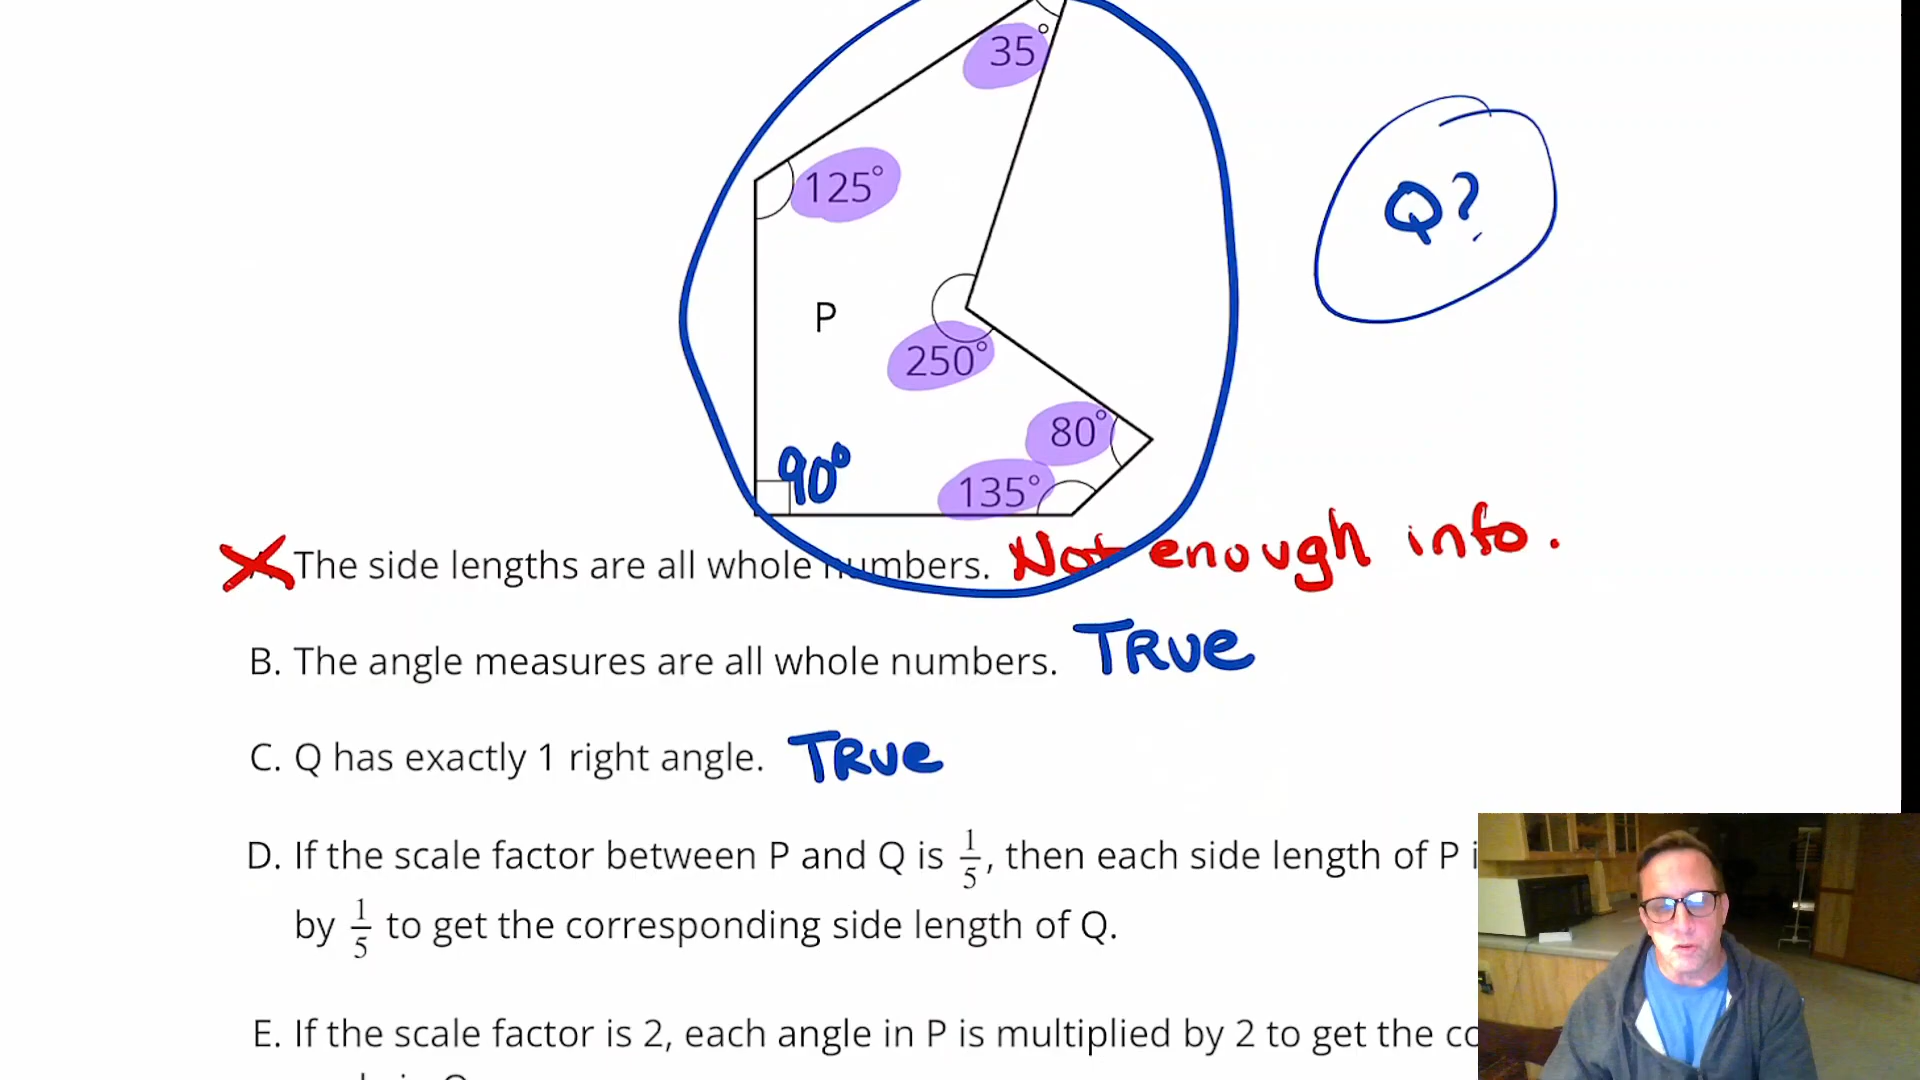 35°
125°
Q?
P
250°
80°
90°
135°
The side lengths are all whole numbers. Not enough info.
B. The angle measures are all whole numbers. TRUe
C. Q has exactly 1 right angle. TRUe
D. If the scale factor between P and Q is 1/5, then each side length of P
by 1/5 to get the corresponding side length of Q.
E. If the scale factor is 2, each angle in P is multiplied by 2 to get the